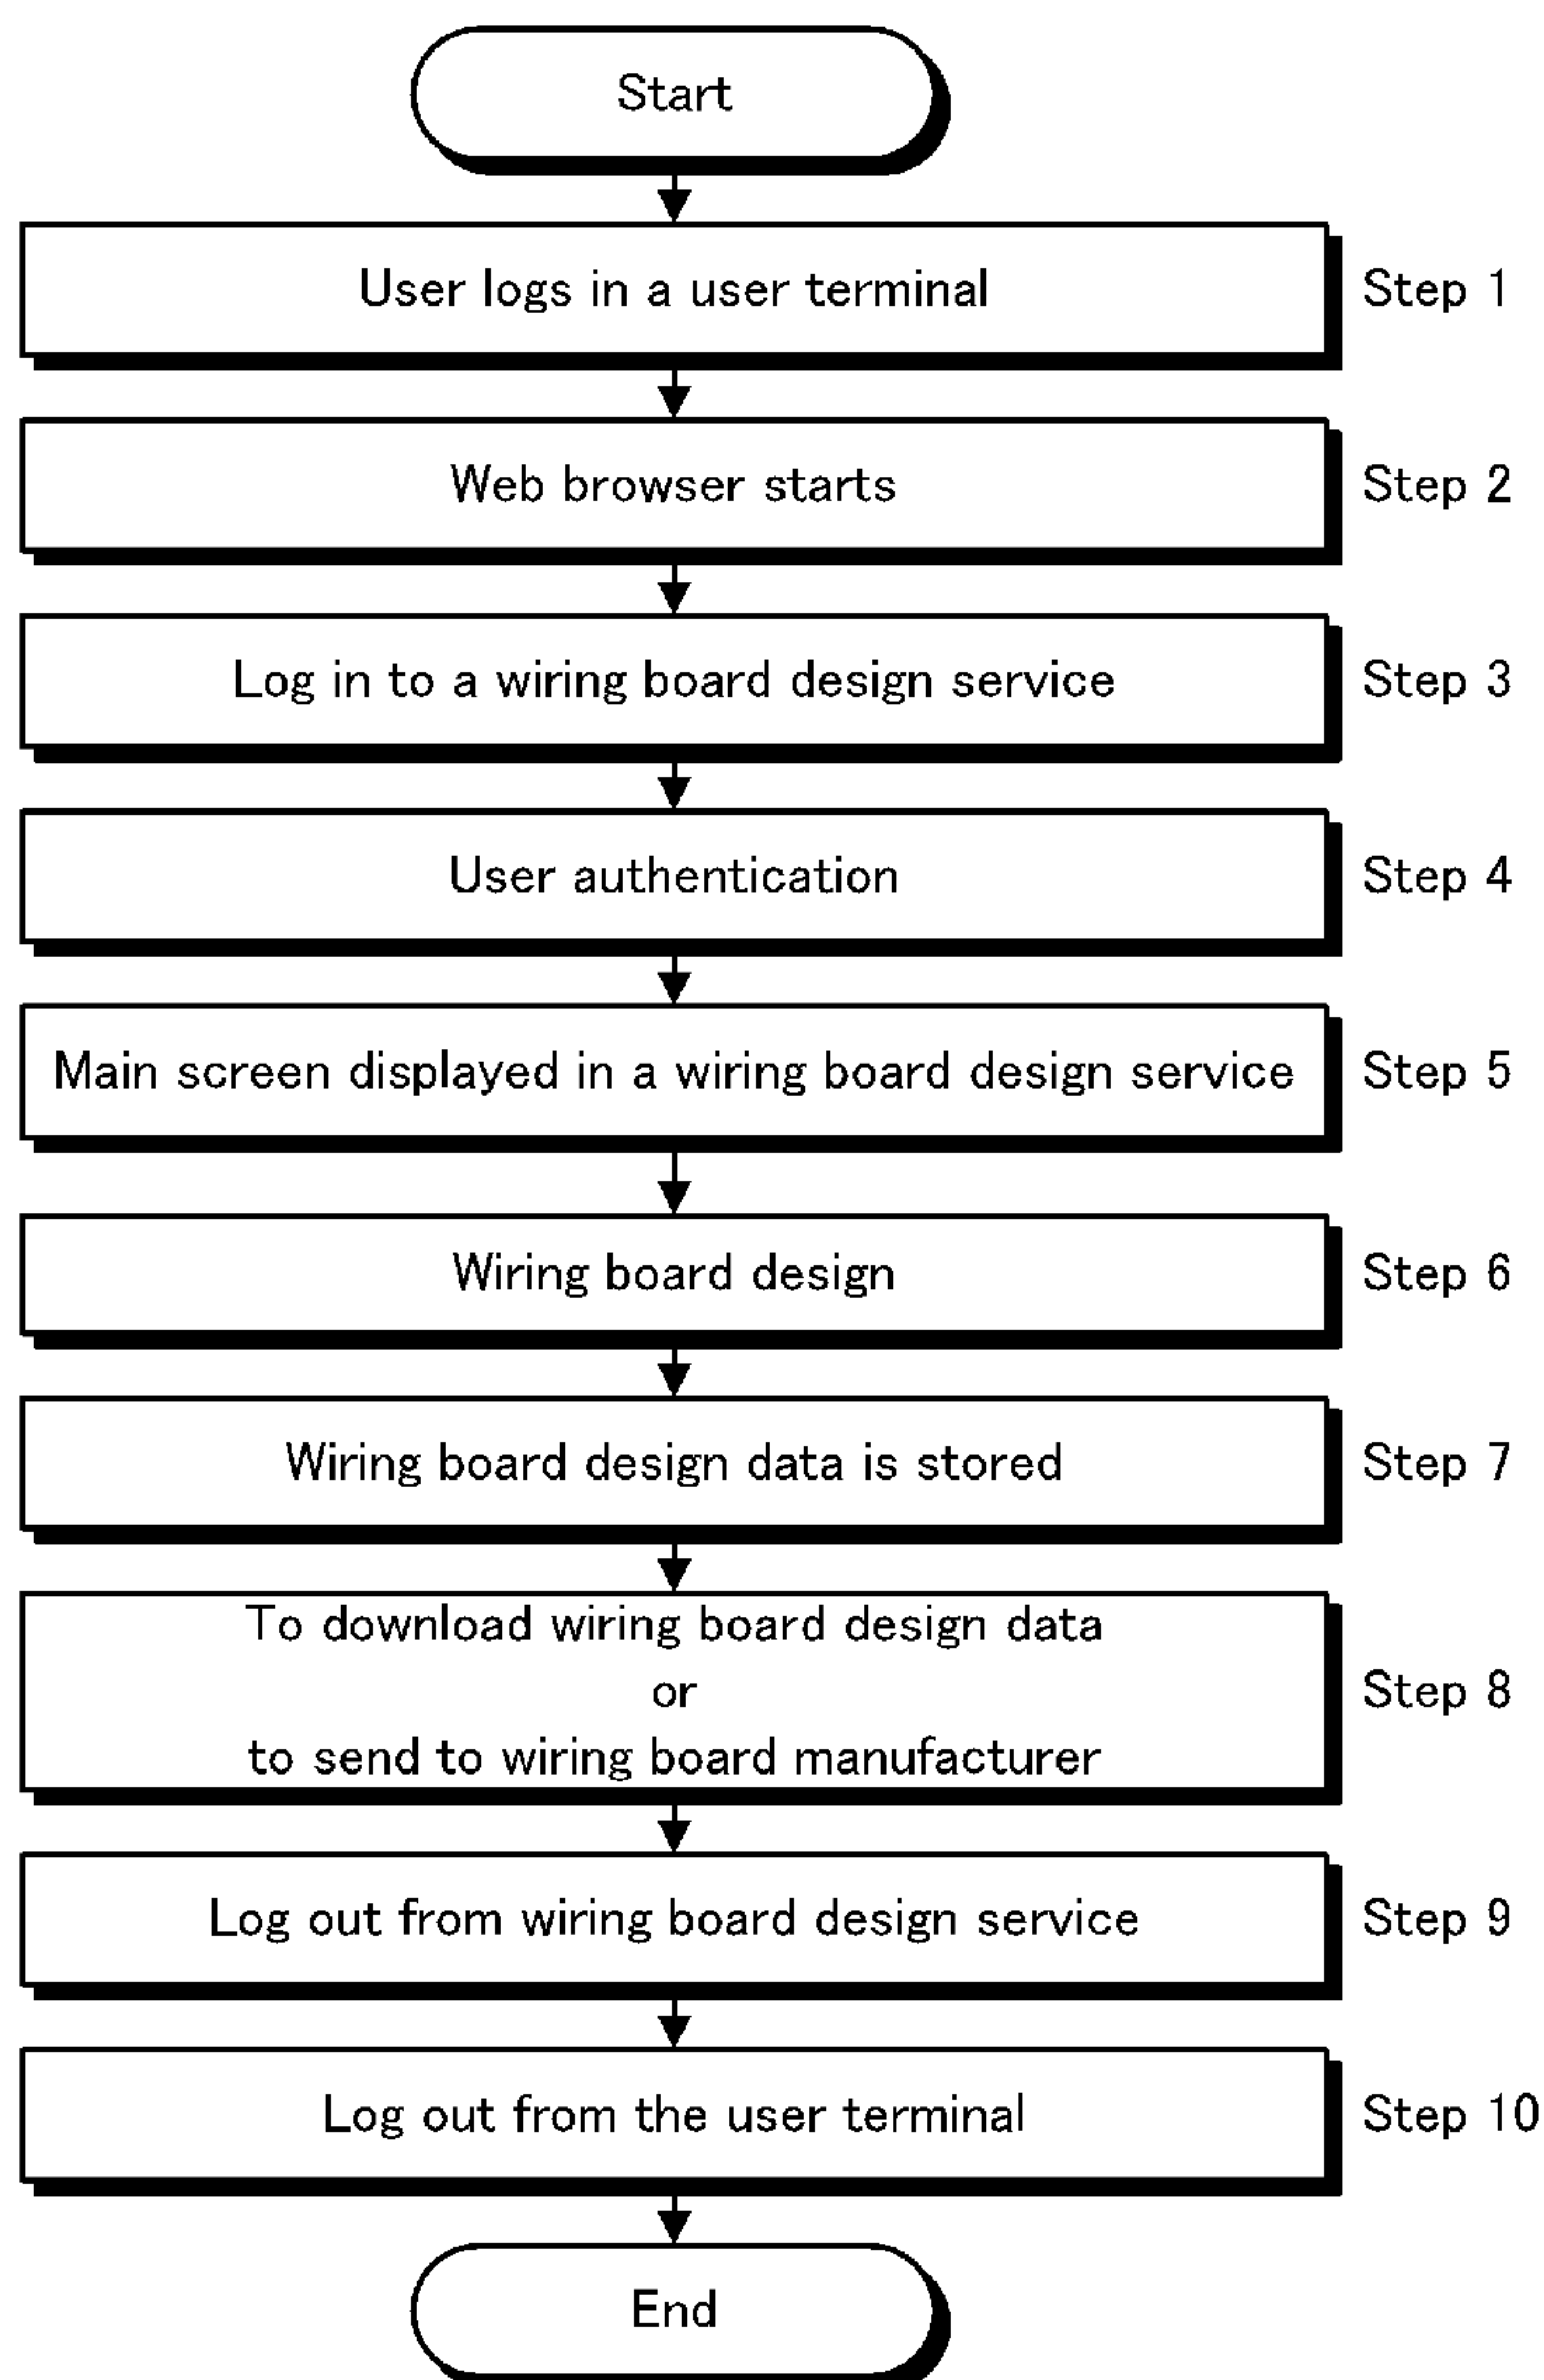 Start
User logs in a user terminal
Step 1
Web browser starts
Step 2
Log in to a wiring board design service
Step 3
User authentication
Step 4
Main screen displayed in a wiring board design service
Step 5
Wiring board design
Step 6
Wiring board design data is stored
Step 7
To download wiring board design data
or
to send to wiring board manufacturer
Step 8
Log out from wiring board design service
Step 9
Log out from the user terminal
Step 10
End